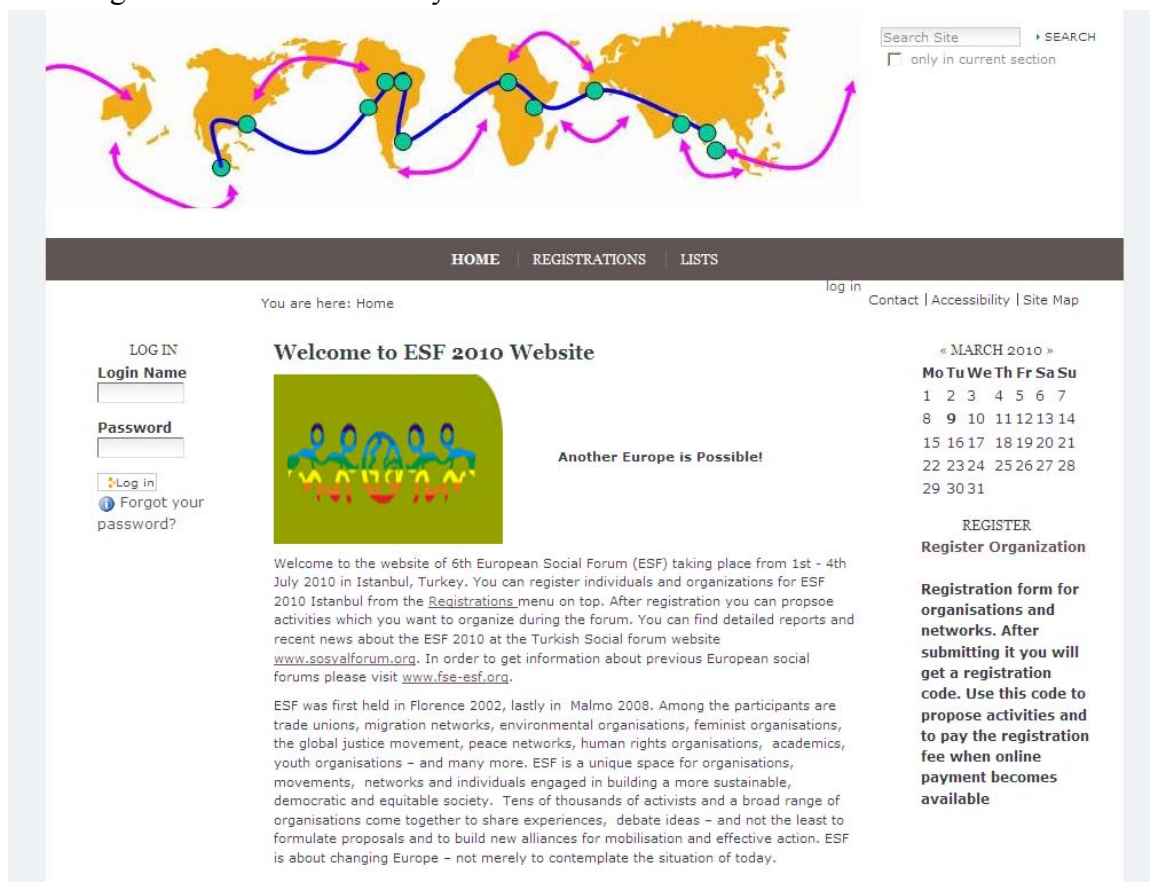 Search Site SEARCH
only in current section
HOME REGISTRATIONS LISTS
log in
You are here: Home
Contact | Accessibility | Site Map
LOG IN
Login Name
Password
Log in
Forgot your
password?
Welcome to ESF 2010 Website
Another Europe is Possible!
Welcome to the website of 6th European Social Forum (ESF) taking place from 1st - 4th
July 2010 in Istanbul, Turkey. You can register individuals and organizations for ESF
2010 Istanbul from the Registrations menu on top. After registration you can propsoe
activities which you want to organize during the forum. You can find detailed reports and
recent news about the ESF 2010 at the Turkish Social forum website
www.sosyalforum.org. In order to get information about previous European social
forums please visit www.fse-esf.org.
ESF was first held in Florence 2002, lastly in Malmo 2008. Among the participants are
trade unions, migration networks, environmental organisations, feminist organisations,
the global justice movement, peace networks, human rights organisations, academics,
youth organisations – and many more. ESF is a unique space for organisations,
movements, networks and individuals engaged in building a more sustainable,
democratic and equitable society. Tens of thousands of activists and a broad range of
organisations come together to share experiences, debate ideas – and not the least to
formulate proposals and to build new alliances for mobilisation and effective action. ESF
is about changing Europe – not merely to contemplate the situation of today.
« MARCH 2010 »
Mo Tu We Th Fr Sa Su
1 2 3 4 5 6 7
8 9 10 11 12 13 14
15 16 17 18 19 20 21
22 23 24 25 26 27 28
29 30 31
REGISTER
Register Organization
Registration form for
organisations and
networks. After
submitting it you will
get a registration
code. Use this code to
propose activities and
to pay the registration
fee when online
payment becomes
available